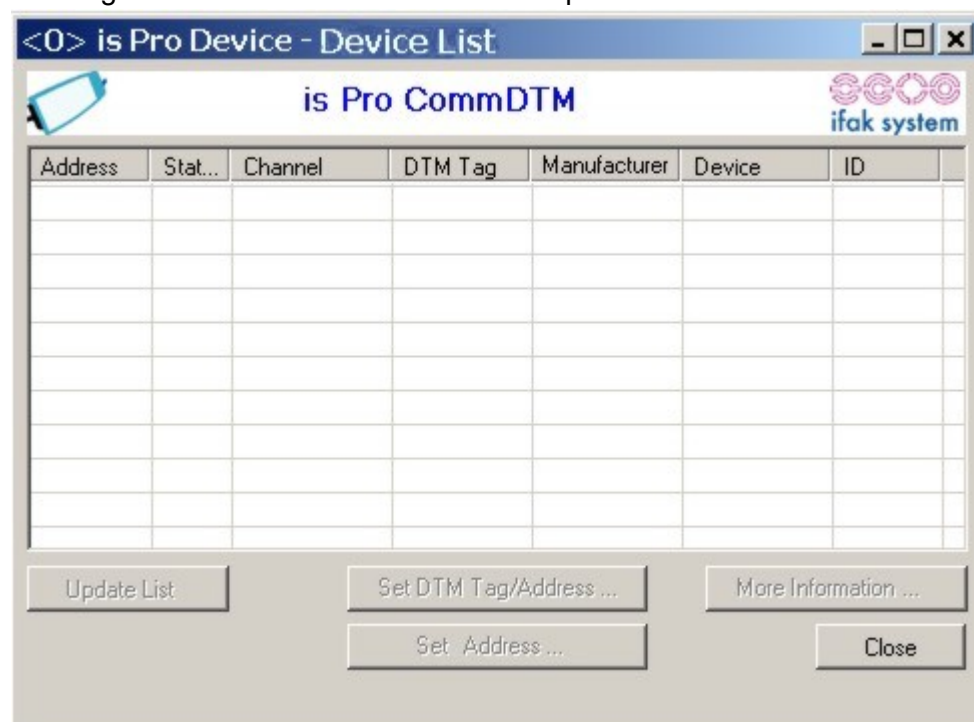 <0> is Pro Device - Device List
is Pro CommDTM
ifak system
Address Stat... Channel DTM Tag Manufacturer Device ID
Update List Set DTM Tag/Address ... More Information ...
Set Address ... Close